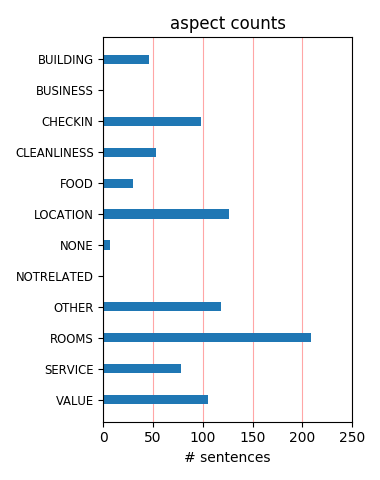 aspect counts
BUILDING
BUSINESS
CHECKIN
CLEANLINESS
FOOD
LOCATION
NONE
NOTRELATED
OTHER
ROOMS
SERVICE
VALUE
0 50 100 150 200 250
# sentences